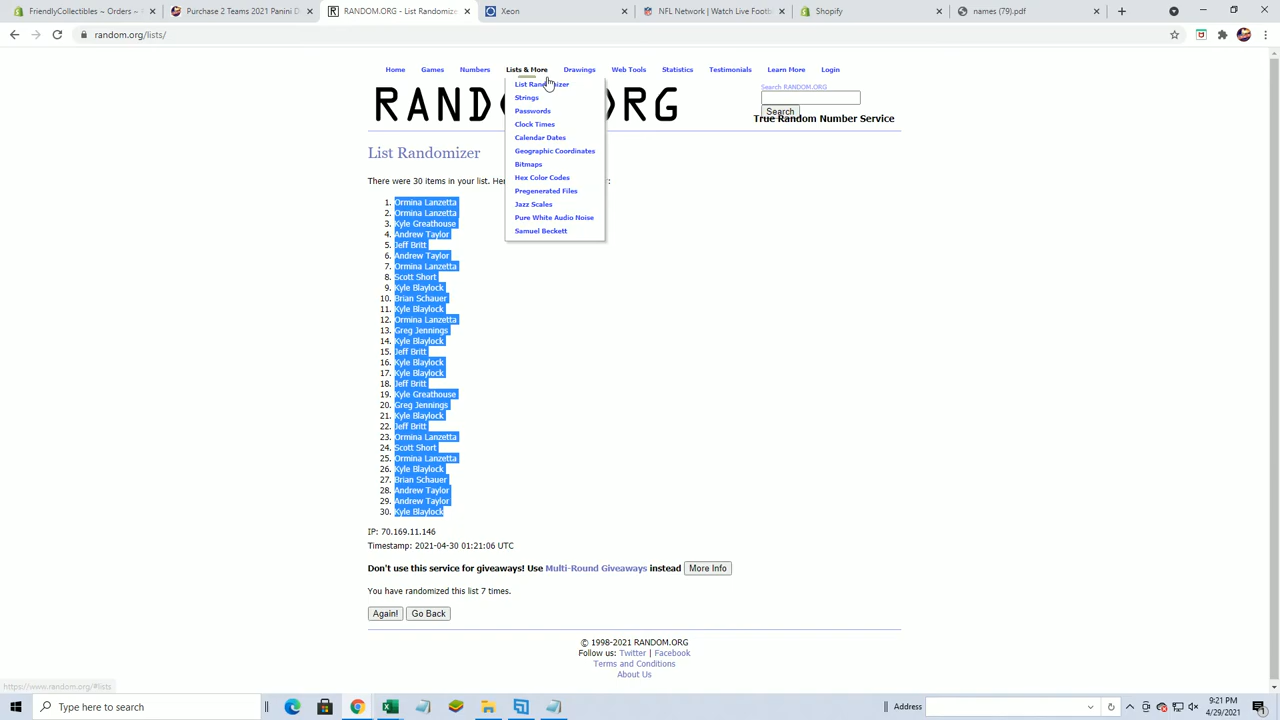 FriendlyCollectibles ~ Orders ~
Purchase 2 Teams 2021 Panini Do
RANDOM.ORG - List Randomizer
NFL Network | Watch Live Footb
Shopify
names (79).pdf
random.org/lists/
Home Games Numbers Lists & More Drawings Web Tools Statistics Testimonials Learn More Login
Search RANDOM.ORG
Search
True Random Number Service
List Randomizer
Strings
Passwords
Clock Times
Calendar Dates
Geographic Coordinates
Bitmaps
Hex Color Codes
Pregenerated Files
Jazz Scales
Pure White Audio Noise
Samuel Beckett
List Randomizer
There were 30 items in your list. Her
1. Ormina Lanzetta
2. Ormina Lanzetta
3. Kyle Greathouse
4. Andrew Taylor
5. Jeff Britt
6. Andrew Taylor
7. Ormina Lanzetta
8. Scott Short
9. Kyle Blaylock
10. Brian Schauer
11. Kyle Blaylock
12. Ormina Lanzetta
13. Greg Jennings
14. Kyle Blaylock
15. Jeff Britt
16. Kyle Blaylock
17. Kyle Blaylock
18. Jeff Britt
19. Kyle Greathouse
20. Greg Jennings
21. Kyle Blaylock
22. Jeff Britt
23. Ormina Lanzetta
24. Scott Short
25. Ormina Lanzetta
26. Kyle Blaylock
27. Brian Schauer
28. Andrew Taylor
29. Andrew Taylor
30. Kyle Blaylock
IP: 70.169.11.146
Timestamp: 2021-04-30 01:21:06 UTC
Don't use this service for giveaways! Use Multi-Round Giveaways instead More Info
You have randomized this list 7 times.
Again! Go Back
© 1998-2021 RANDOM.ORG
Follow us: Twitter | Facebook
Terms and Conditions
About Us
https://www.random.org/#lists
Type here to search
Address
9:21 PM
4/29/2021